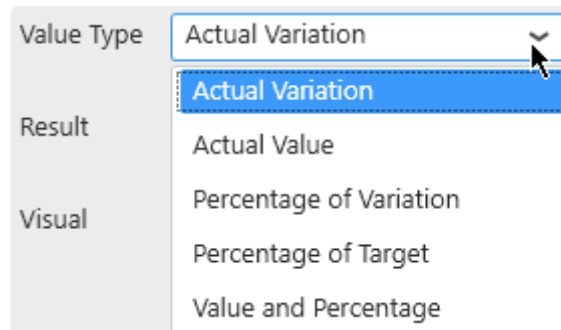 Value Type Actual Variation
Actual Variation
Result
Actual Value
Percentage of Variation
Visual
Percentage of Target
Value and Percentage